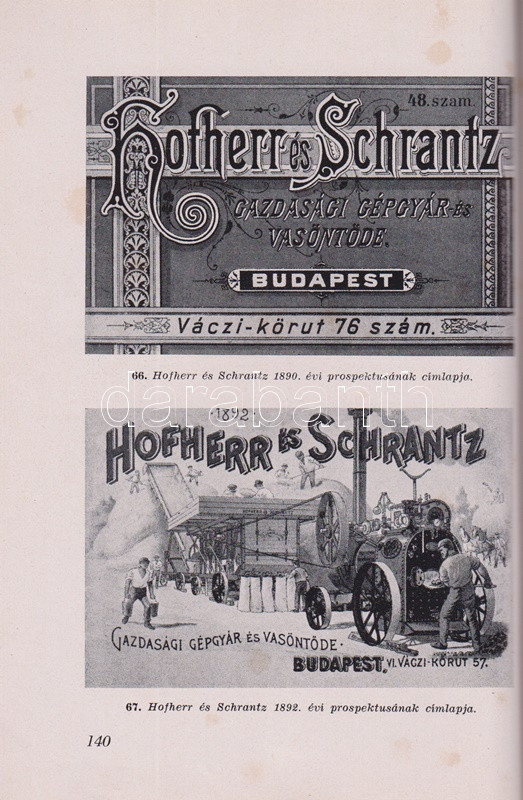 48. szam.
Hofherr és Schrantz
GAZDASÁGI GÉPGYÁR-és
VASÖNTÖDE.
BUDAPEST
Váczi-körut 76 szám.
66. Hofherr és Schrantz 1890. évi prospektusának címlapja.
darabanth
1892
HOFHERR ÉS SCHRANTZ
GAZDASÁGI GÉPGYÁR ÉS VASÖNTÖDE.
BUDAPEST, VI. VÁCZI-KÖRUT 57.
67. Hofherr és Schrantz 1892. évi prospektusának címlapja.
140